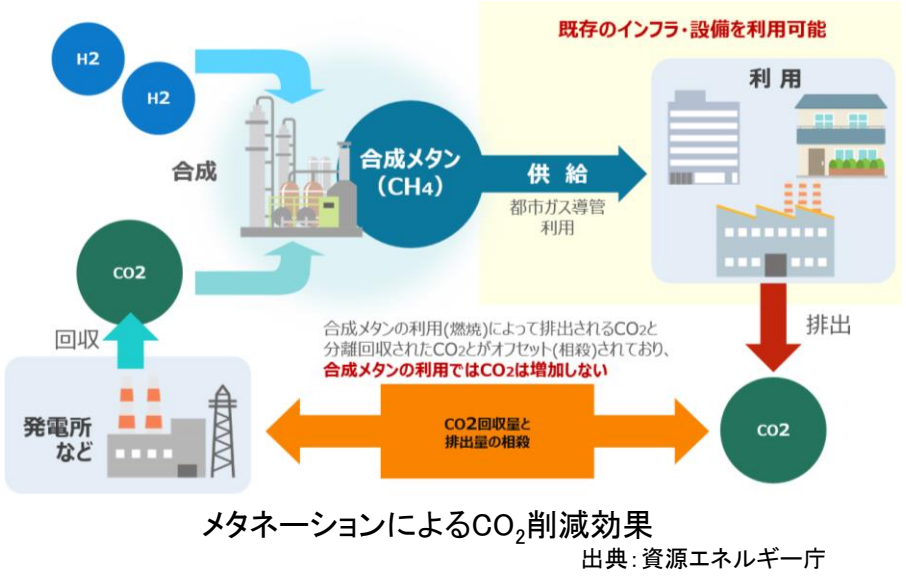 既存のインフラ・設備を利用可能
H2
H2
利用
合成
合成メタン
（CH4）
供給
都市ガス導管
利用
CO2
回収
排出
合成メタンの利用(燃焼)によって排出されるCO2と
分離回収されたCO2とがオフセット(相殺)されており、
合成メタンの利用ではCO2は増加しない
発電所
など
CO2回収量と
排出量の相殺
CO2
メタネーションによるCO2削減効果
出典：資源エネルギー庁